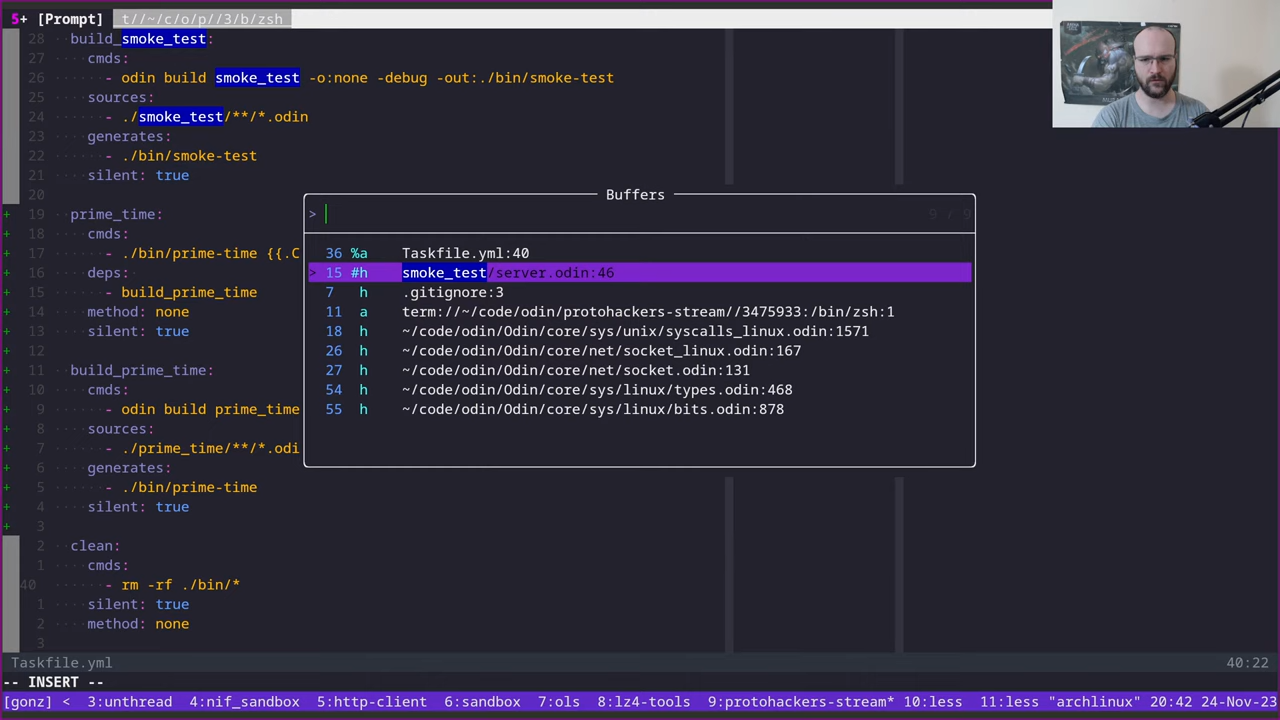 5+ [Prompt] t//~/c/o/p//3/b/zsh
28 build_smoke_test:
27 cmds:
26 - odin build smoke_test -o:none -debug -out:./bin/smoke-test
25 sources:
24 - ./smoke_test/**/*.odin
23 generates:
22 - ./bin/smoke-test
21 silent: true
20
+ 19 prime_time:
+ 18 cmds:
+ 17 - ./bin/prime-time {{.C
+ 16 deps:
+ 15 - build_prime_time
+ 14 method: none
+ 13 silent: true
+ 12
+ 11 build_prime_time:
+ 10 cmds:
+ 9 - odin build prime_time
+ 8 sources:
+ 7 - ./prime_time/**/*.odi
+ 6 generates:
+ 5 - ./bin/prime-time
+ 4 silent: true
+ 3
2 clean:
1 cmds:
40 - rm -rf ./bin/*
1 silent: true
2 method: none
3
Buffers
> 9 / 9
36 %a Taskfile.yml:40
> 15 #h smoke_test/server.odin:46
7 h .gitignore:3
11 a term://~/code/odin/protohackers-stream//3475933:/bin/zsh:1
18 h ~/code/odin/Odin/core/sys/unix/syscalls_linux.odin:1571
26 h ~/code/odin/Odin/core/net/socket_linux.odin:167
27 h ~/code/odin/Odin/core/net/socket.odin:131
54 h ~/code/odin/Odin/core/sys/linux/types.odin:468
55 h ~/code/odin/Odin/core/sys/linux/bits.odin:878
Taskfile.yml 40:22
-- INSERT --
[gonz] < 3:unthread 4:nif_sandbox 5:http-client 6:sandbox 7:ols 8:lz4-tools 9:protohackers-stream* 10:less 11:less "archlinux" 20:42 24-Nov-23